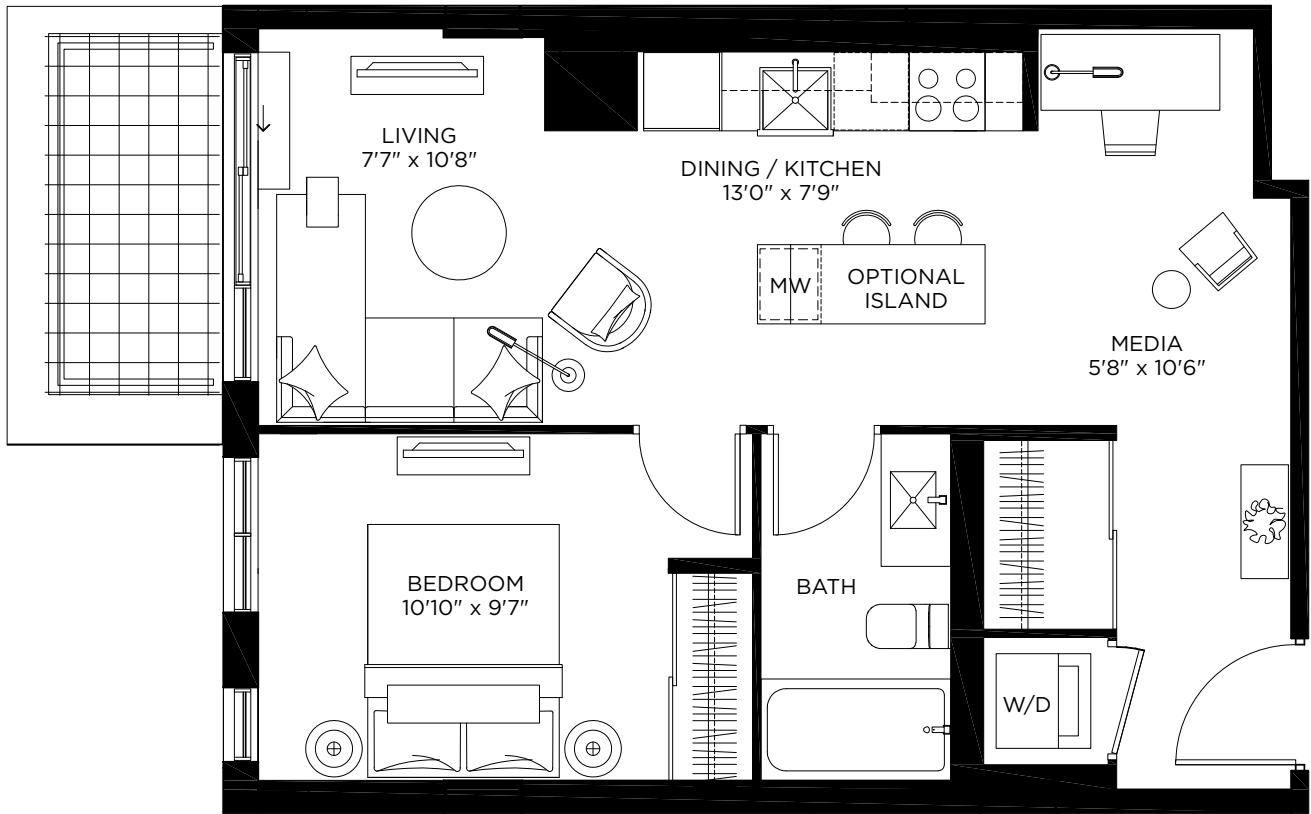 LIVING
7'7" x 10'8"
DINING / KITCHEN
13'0" x 7'9"
MW
OPTIONAL
ISLAND
MEDIA
5'8" x 10'6"
BEDROOM
10'10" x 9'7"
BATH
W/D